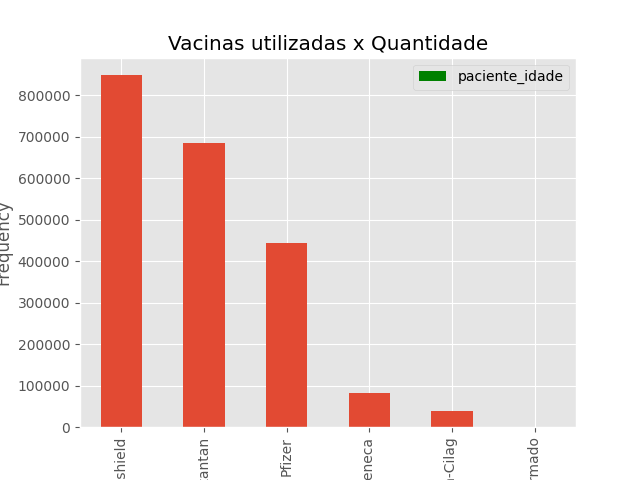 Vacinas utilizadas x Quantidade
paciente_idade
Frequency
800000
700000
600000
500000
400000
300000
200000
100000
0
shield
antan
Pfizer
eneca
-Cilag
rmado